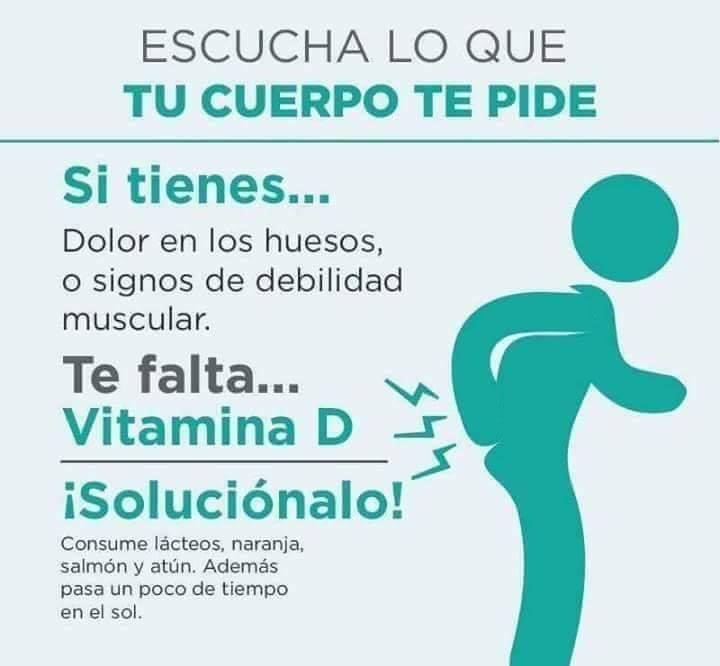 ESCUCHA LO QUE
TU CUERPO TE PIDE
Si tienes...
Dolor en los huesos,
o signos de debilidad
muscular.
Te falta...
Vitamina D
¡Soluciónalo!
Consume lácteos, naranja,
salmón y atún. Además
pasa un poco de tiempo
en el sol.